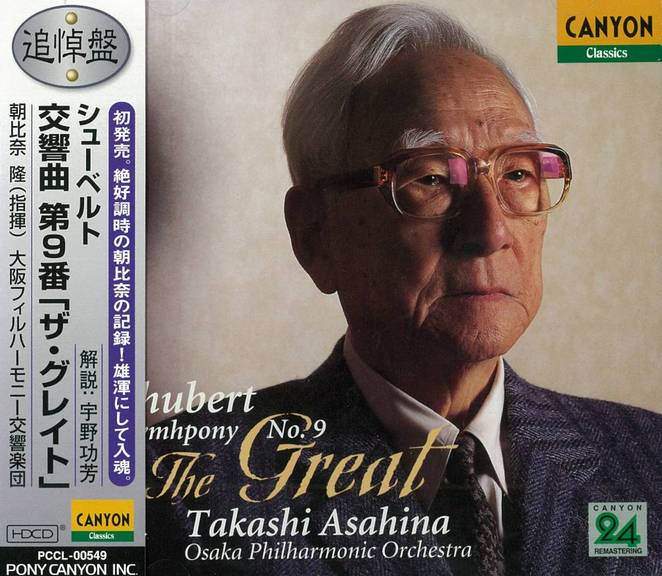 追悼盤
初発売。絶好調時の朝比奈の記録!雄渾にして入魂。
シューベルト
交響曲 第9番「ザ・グレイト」
解説:宇野功芳
朝比奈 隆(指揮) 大阪フィルハーモニー交響楽団
HDCD®
CANYON
Classics
PCCL-00549
PONY CANYON INC.
CANYON
Classics
hubert
ymhpony No.9
The Great
Takashi Asahina
Osaka Philharmonic Orchestra
CANYON
24
REMASTERING